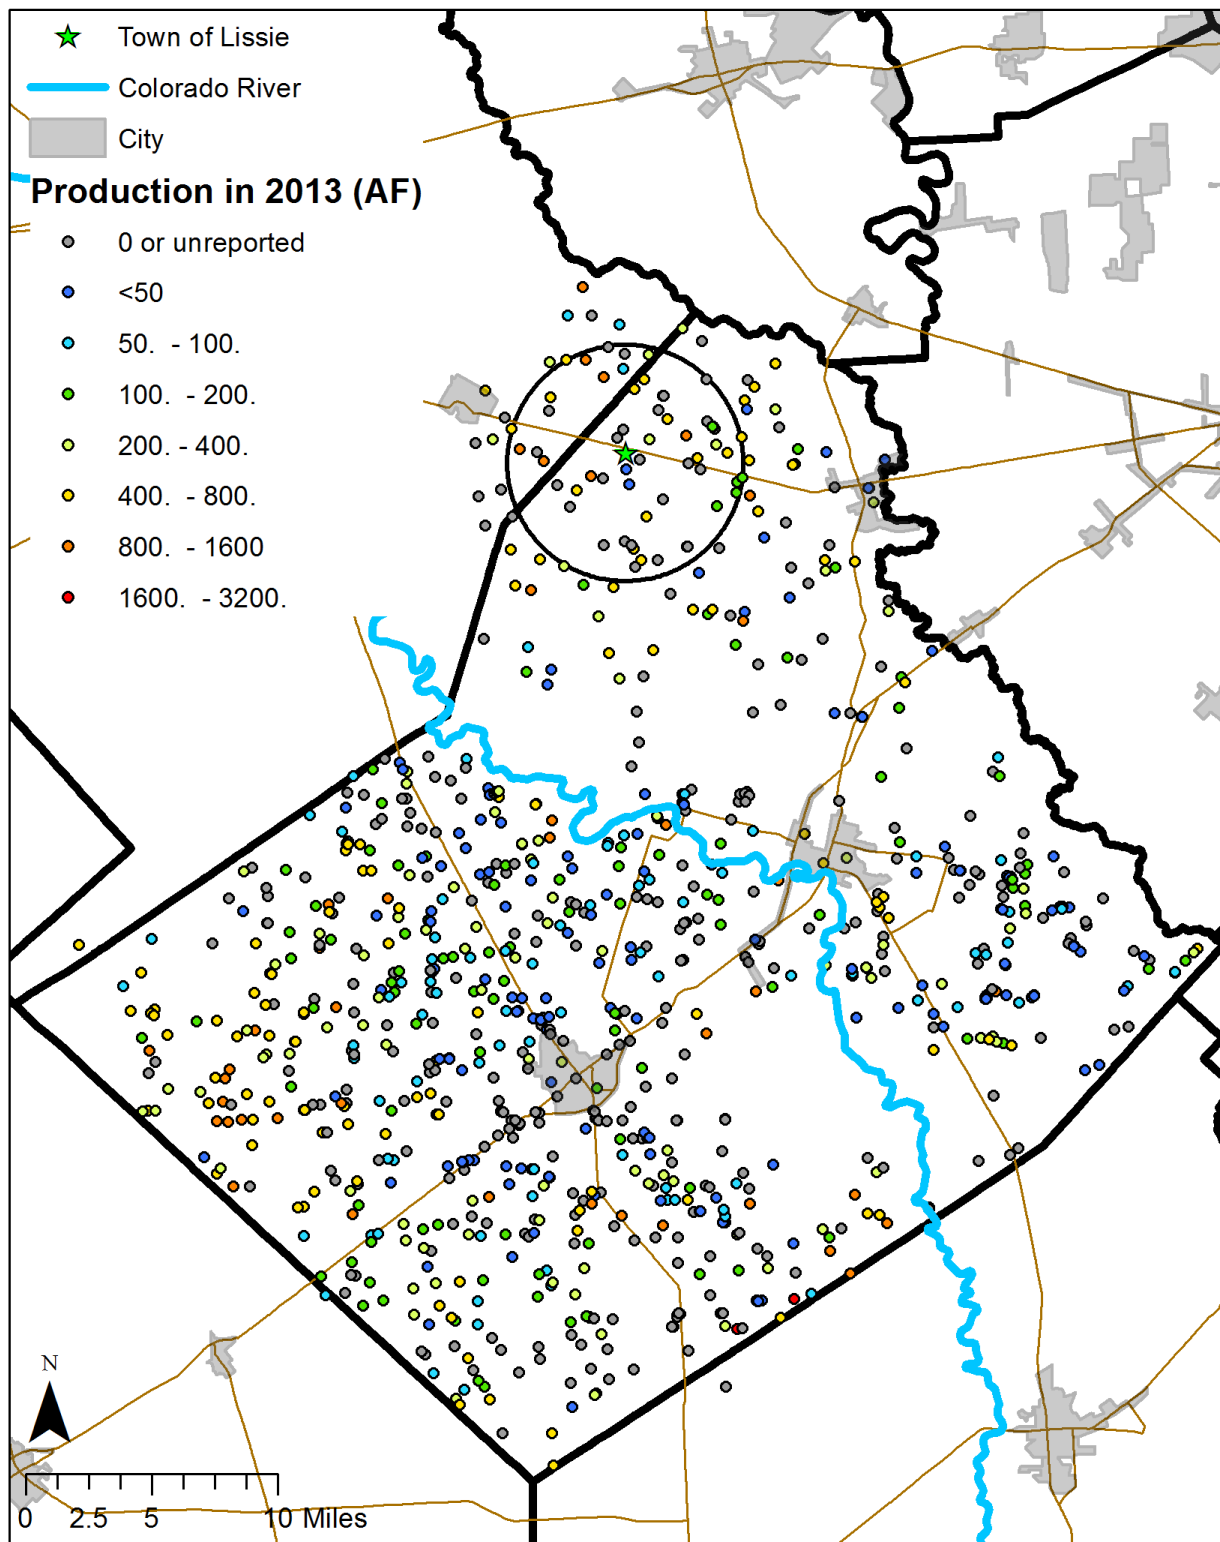 Town of Lissie
Colorado River
City
Production in 2013 (AF)
0 or unreported
<50
50. - 100.
100. - 200.
200. - 400.
400. - 800.
800. - 1600
1600. - 3200.
N
0 2.5 5 10 Miles